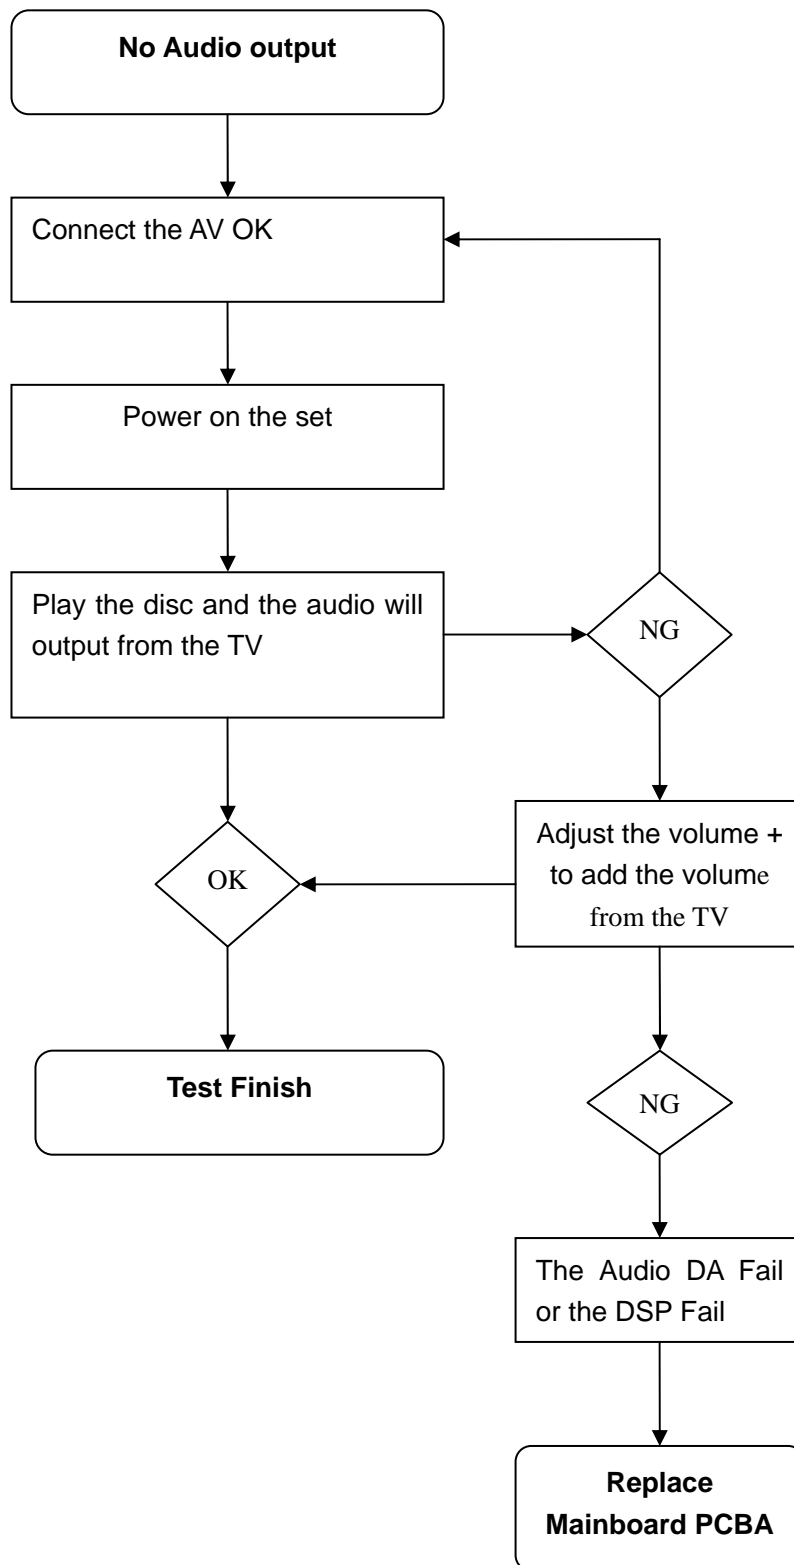 No Audio output
Connect the AV OK
Power on the set
Play the disc and the audio will
output from the TV
NG
Adjust the volume +
to add the volume
from the TV
OK
Test Finish
NG
The Audio DA Fail
or the DSP Fail
Replace
Mainboard PCBA